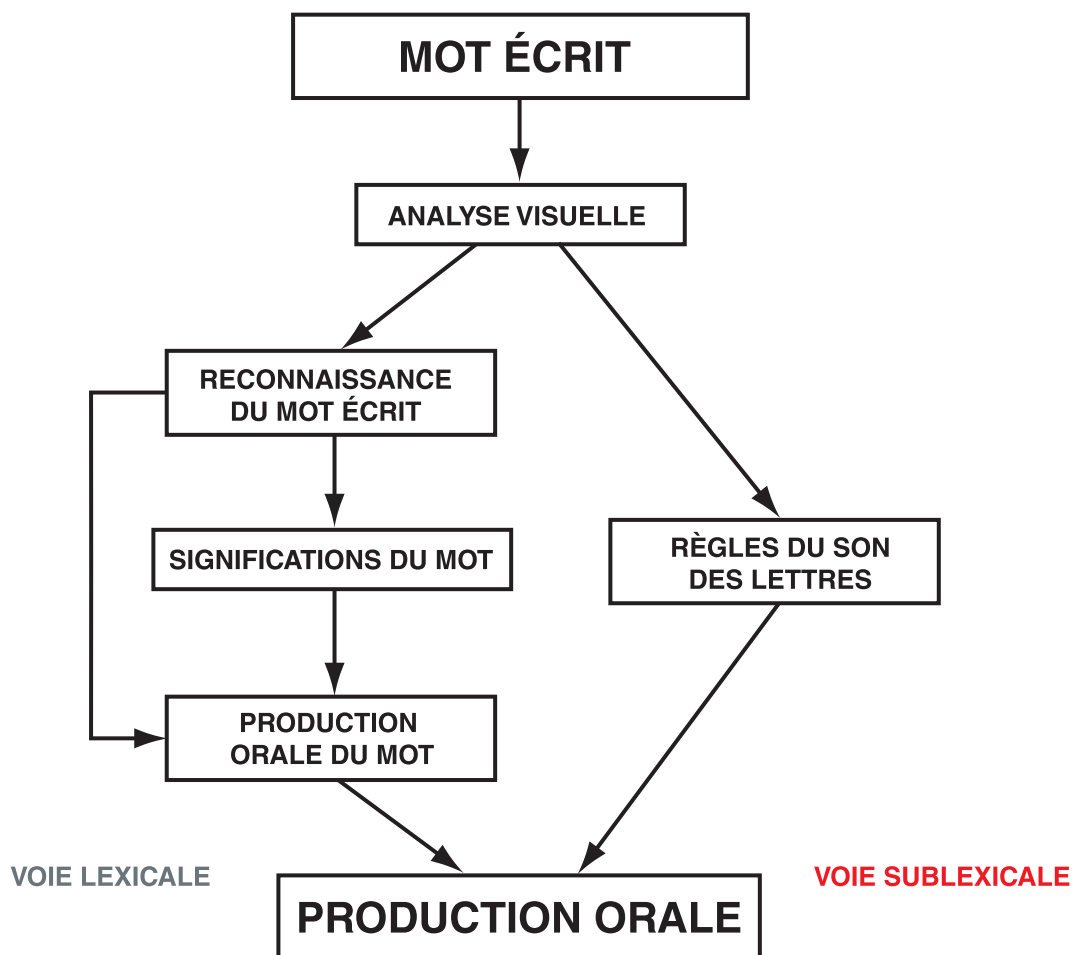 MOT ÉCRIT
ANALYSE VISUELLE
RECONNAISSANCE
DU MOT ÉCRIT
SIGNIFICATIONS DU MOT
RÈGLES DU SON
DES LETTRES
PRODUCTION
ORALE DU MOT
VOIE LEXICALE
VOIE SUBLEXICALE
PRODUCTION ORALE